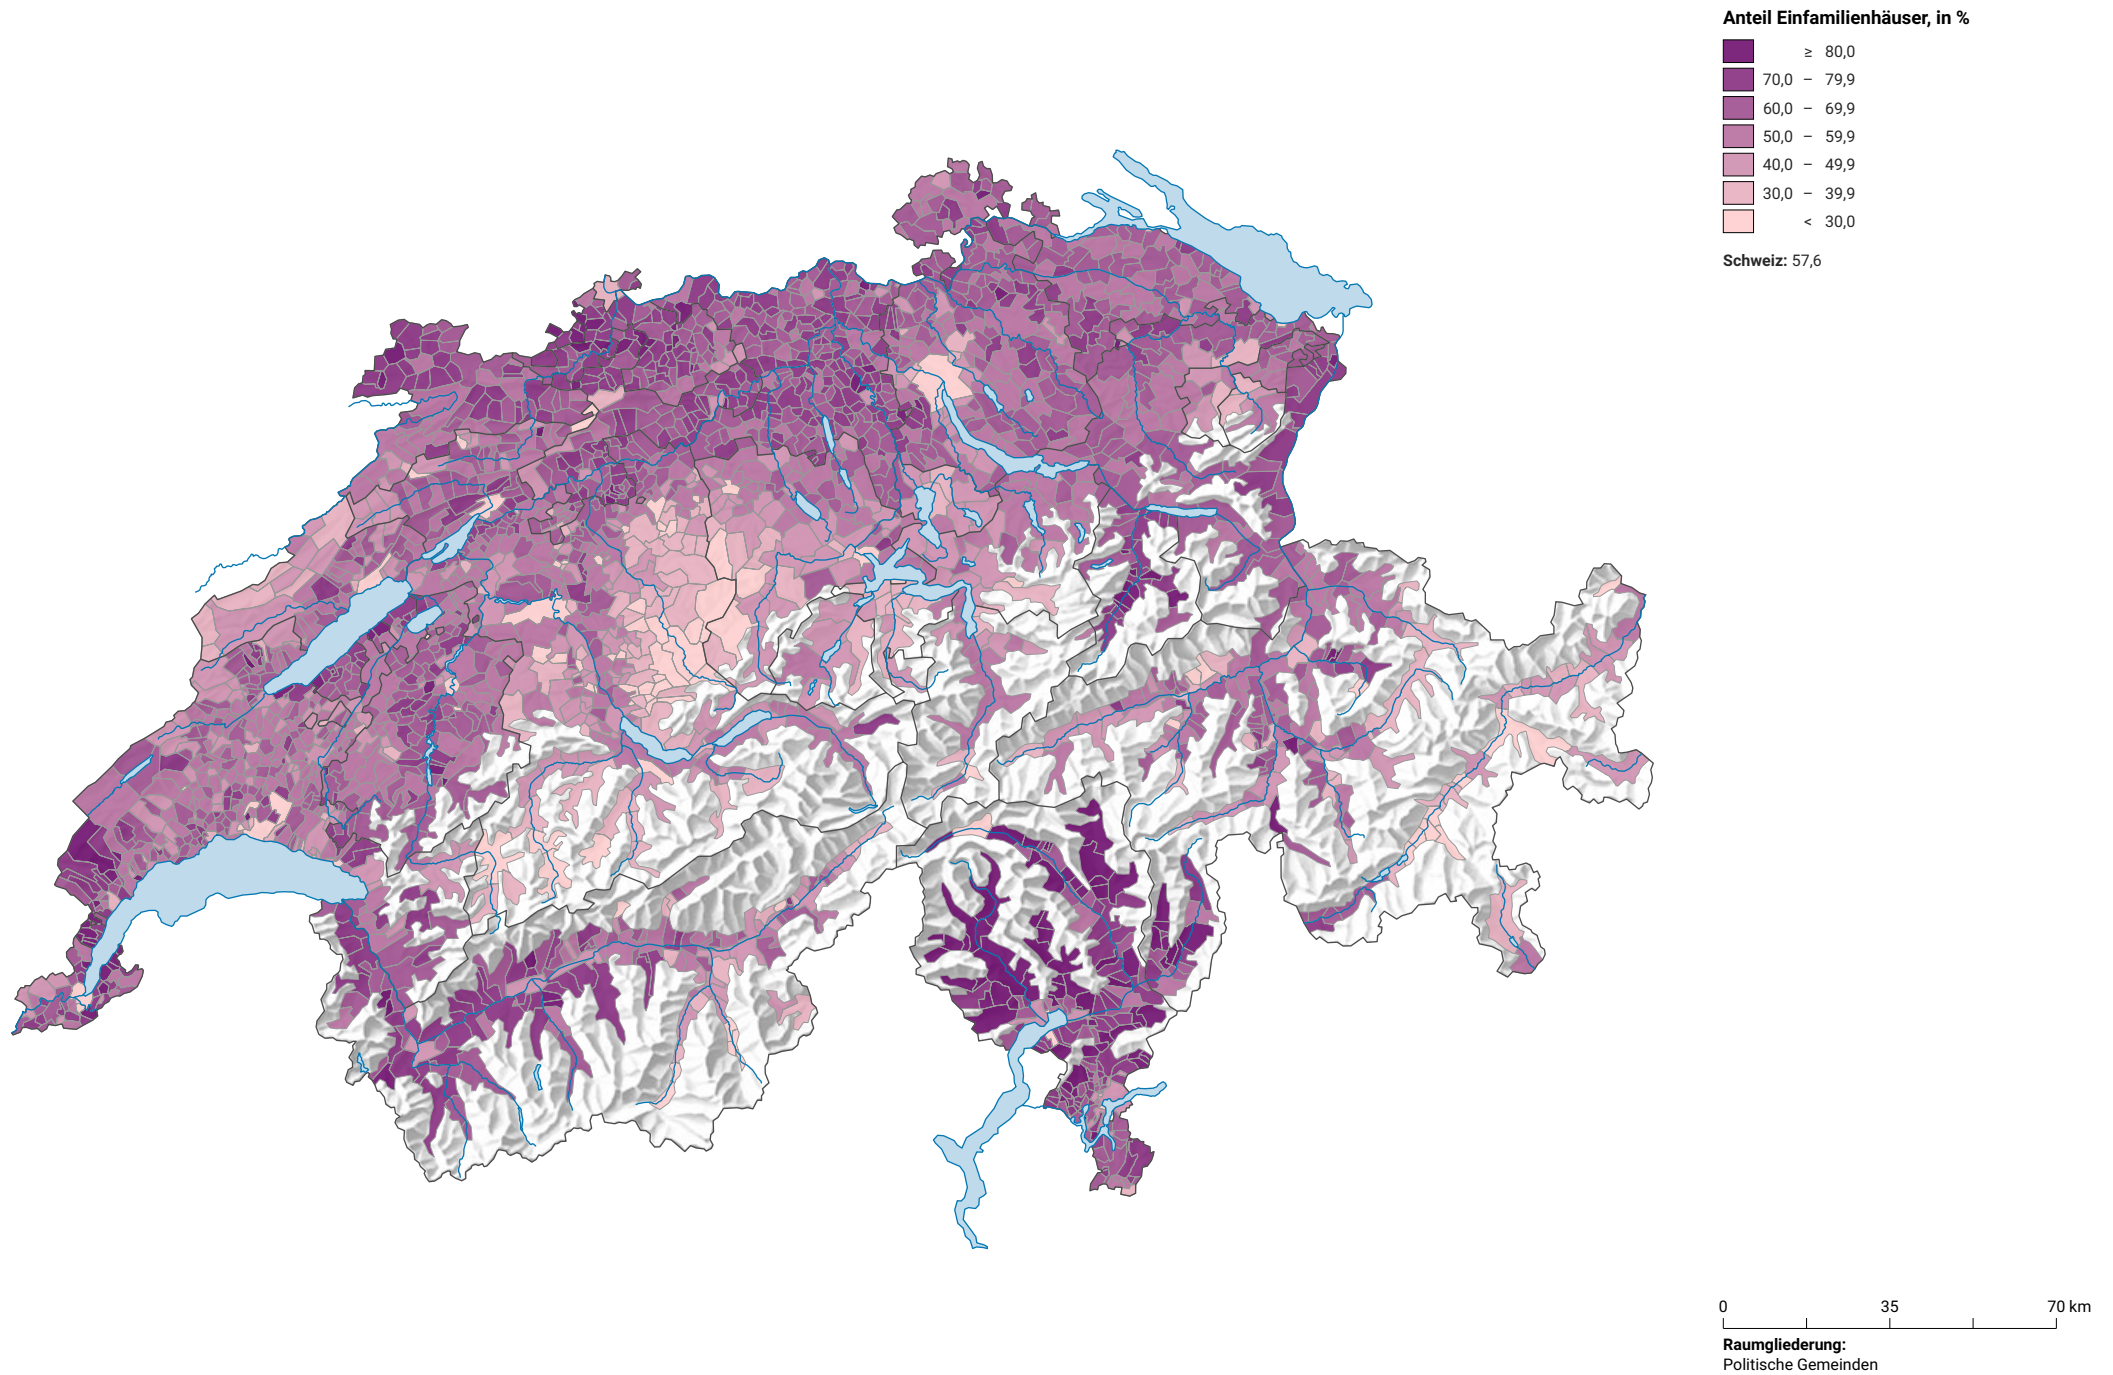 Anteil Einfamilienhäuser, in %
≥ 80,0
70,0 – 79,9
60,0 – 69,9
50,0 – 59,9
40,0 – 49,9
30,0 – 39,9
< 30,0
Schweiz: 57,6
0 35 70 km
Raumgliederung:
Politische Gemeinden